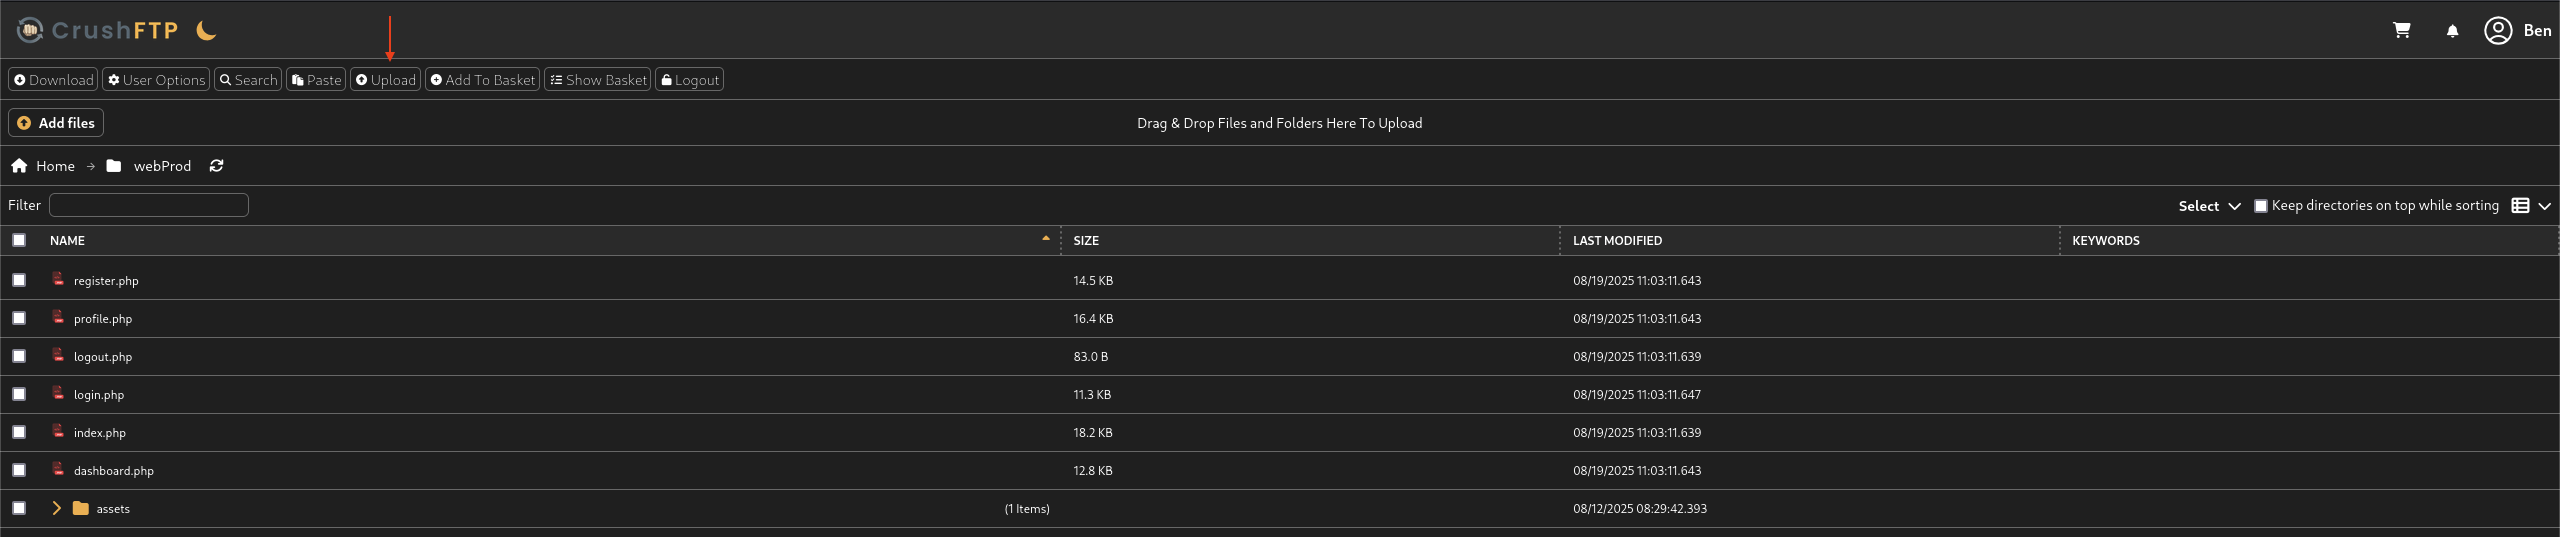 CrushFTP Ben
Download User Options Search Paste Upload Add To Basket Show Basket Logout
Add files Drag & Drop Files and Folders Here To Upload
Home → webProd
Filter Select Keep directories on top while sorting
NAME SIZE LAST MODIFIED KEYWORDS
register.php 14.5 KB 08/19/2025 11:03:11.643
profile.php 16.4 KB 08/19/2025 11:03:11.643
logout.php 83.0 B 08/19/2025 11:03:11.639
login.php 11.3 KB 08/19/2025 11:03:11.647
index.php 18.2 KB 08/19/2025 11:03:11.639
dashboard.php 12.8 KB 08/19/2025 11:03:11.643
assets (1 Items) 08/12/2025 08:29:42.393